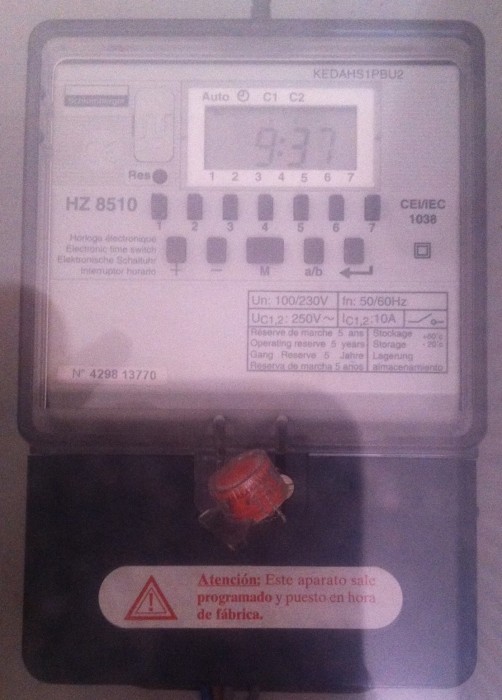 KEDAHS1PBU2
Schlumberger
Auto C1 C2
9:37
1 2 3 4 5 6 7
Res
HZ 8510
1 2 3 4 5 6 7
CEI/IEC
1038
Horloge électronique
Electronic time switch
Elektronische Schaltuhr
Interruptor horario
+ − M a/b
Un: 100/230V fn: 50/60Hz
UC1,2: 250V~ IC1,2:10A
Réserve de marche 5 ans Stockage +60°c
Operating reserve 5 years Storage - 20°c
Gang Reserve 5 Jahre Lagerung
Reserva de marcha 5 años almacenamiento
N° 4298 13770
Atención: Este aparato sale
programado y puesto en hora
de fábrica.